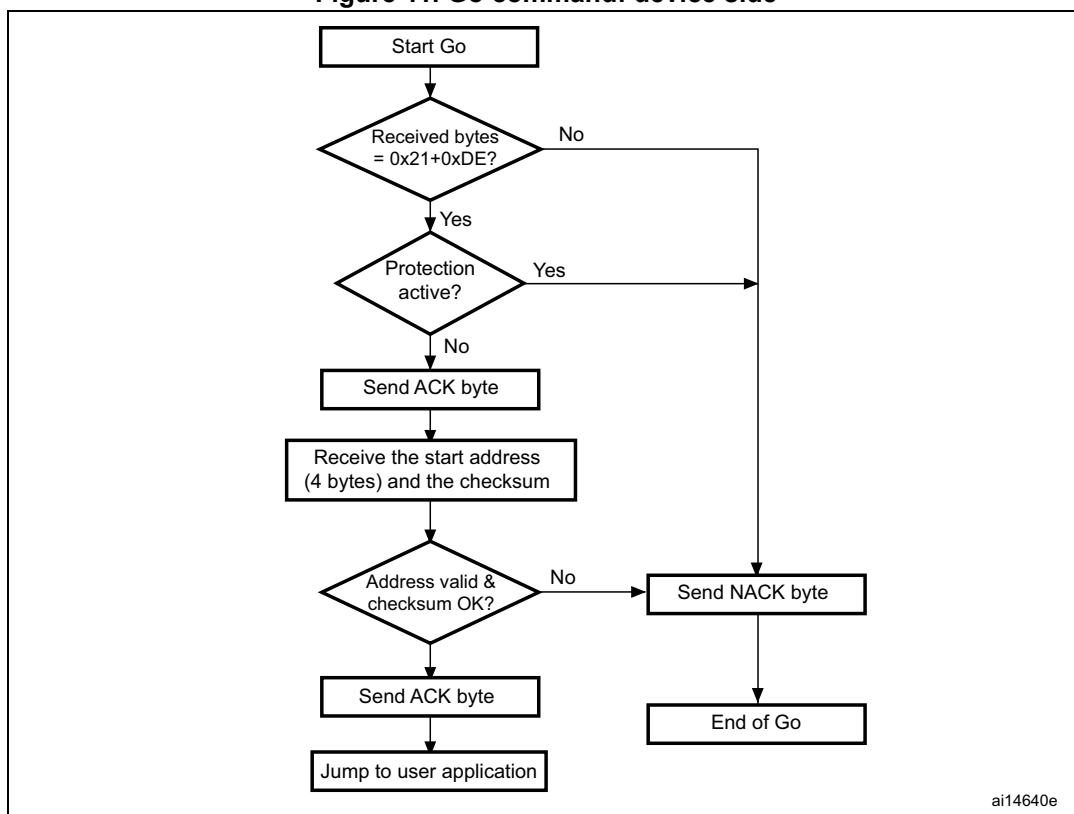 Start Go
Received bytes
= 0x21+0xDE?
No
Yes
Protection
active?
Yes
No
Send ACK byte
Receive the start address
(4 bytes) and the checksum
Address valid &
checksum OK?
No
Send NACK byte
Send ACK byte
End of Go
Jump to user application
ai14640e